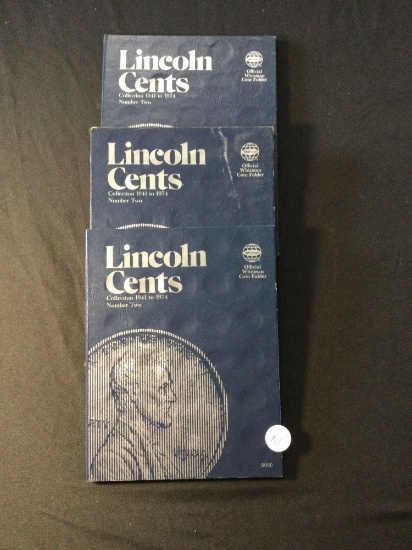 Lincoln
Cents
Collection 1941 to 1974
Number Two
Official
Whitman
Coin Folder
Lincoln
Cents
Collection 1941 to 1974
Number Two
Official
Whitman
Coin Folder
Lincoln
Cents
Collection 1941 to 1974
Number Two
Official
Whitman
Coin Folder
9030